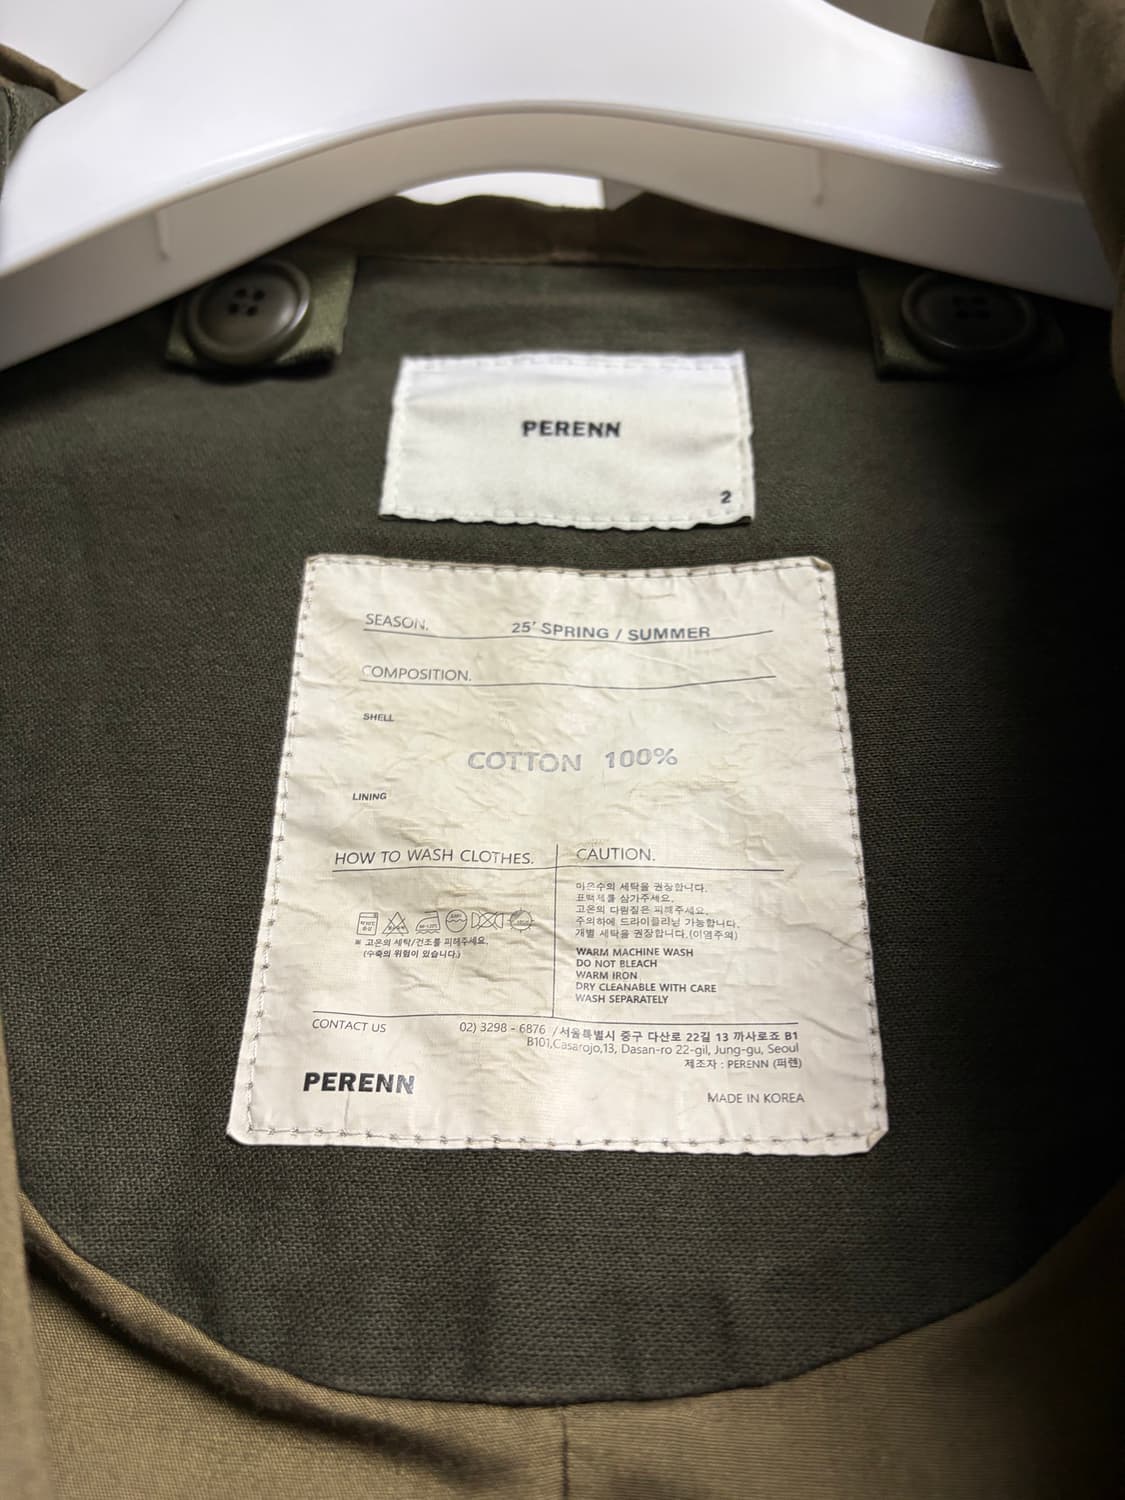 PERENN
2
SEASON. 25' SPRING / SUMMER
COMPOSITION.
SHELL
COTTON 100%
LINING
HOW TO WASH CLOTHES.
※ 고온의 세탁/건조를 피해주세요.
(수축의 위험이 있습니다.)
CAUTION.
미온수의 세탁을 권장합니다.
표백제를 삼가주세요.
고온의 다림질은 피해주세요.
주의하에 드라이클리닝 가능합니다.
개별 세탁을 권장합니다.(이염주의)
WARM MACHINE WASH
DO NOT BLEACH
WARM IRON
DRY CLEANABLE WITH CARE
WASH SEPARATELY
CONTACT US 02) 3298 - 6876 / 서울특별시 중구 다산로 22길 13 까사로죠 B1
B101,Casarojo,13, Dasan-ro 22-gil, Jung-gu, Seoul
제조자 : PERENN (퍼렌)
PERENN
MADE IN KOREA